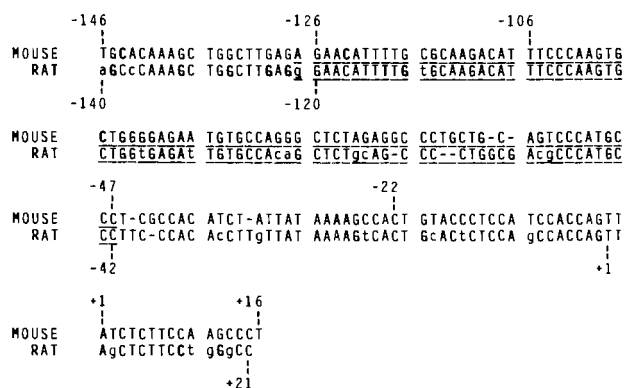 -146 -126 -106
MOUSE TGCACAAAGC TGGCTTGAGA GAACATTTTG CGCAAGACAT TTCCCAAGTG
RAT aGCcCAAAGC TGGCTTGAGg GAACATTTTG tGCAAGACAT TTCCCAAGTG
-140 -120
MOUSE CTGGGGAGAA TGTGCCAGGG CTCTAGAGGC CCTGCTG-C- AGTCCCATGC
RAT CTGGtGAGAt TGTGCCAcaG CTCTgcAG-C CC--CTGGCG AcgCCCATGC
-47 -22
MOUSE CCT-CGCCAC ATCT-ATTAT AAAAGCCACT GTACCCTCCA TCCACCAGTT
RAT CCTTC-CCAC AcCTTgTTAT AAAAGtCACT GcACtCTCCA gCCACCAGTT
-42 +1
+1 +16
MOUSE ATCTCTTCCA AGCCCT
RAT AgCTCTTCCt gGgCC
+21